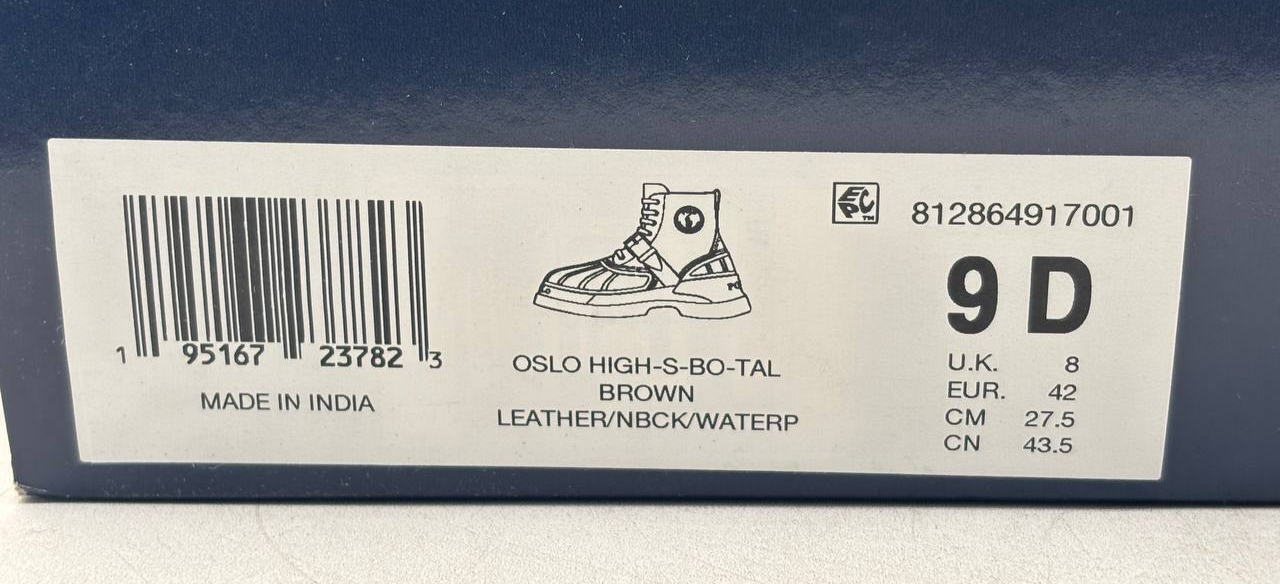 1 95167 23782 3
MADE IN INDIA
OSLO HIGH-S-BO-TAL
BROWN
LEATHER/NBCK/WATERP
EPC™
812864917001
9 D
U.K. 8
EUR. 42
CM 27.5
CN 43.5